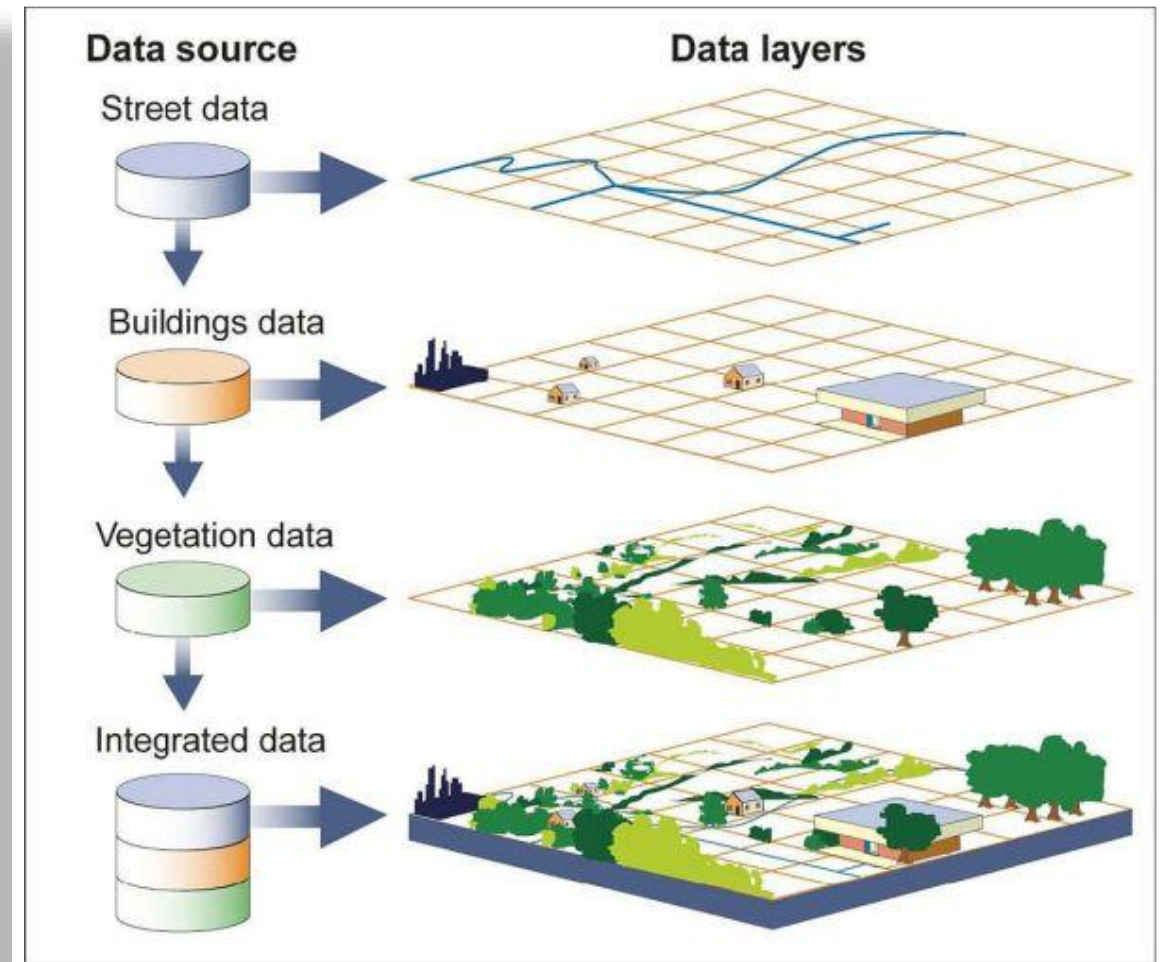 Data source
Data layers
Street data
Buildings data
Vegetation data
Integrated data